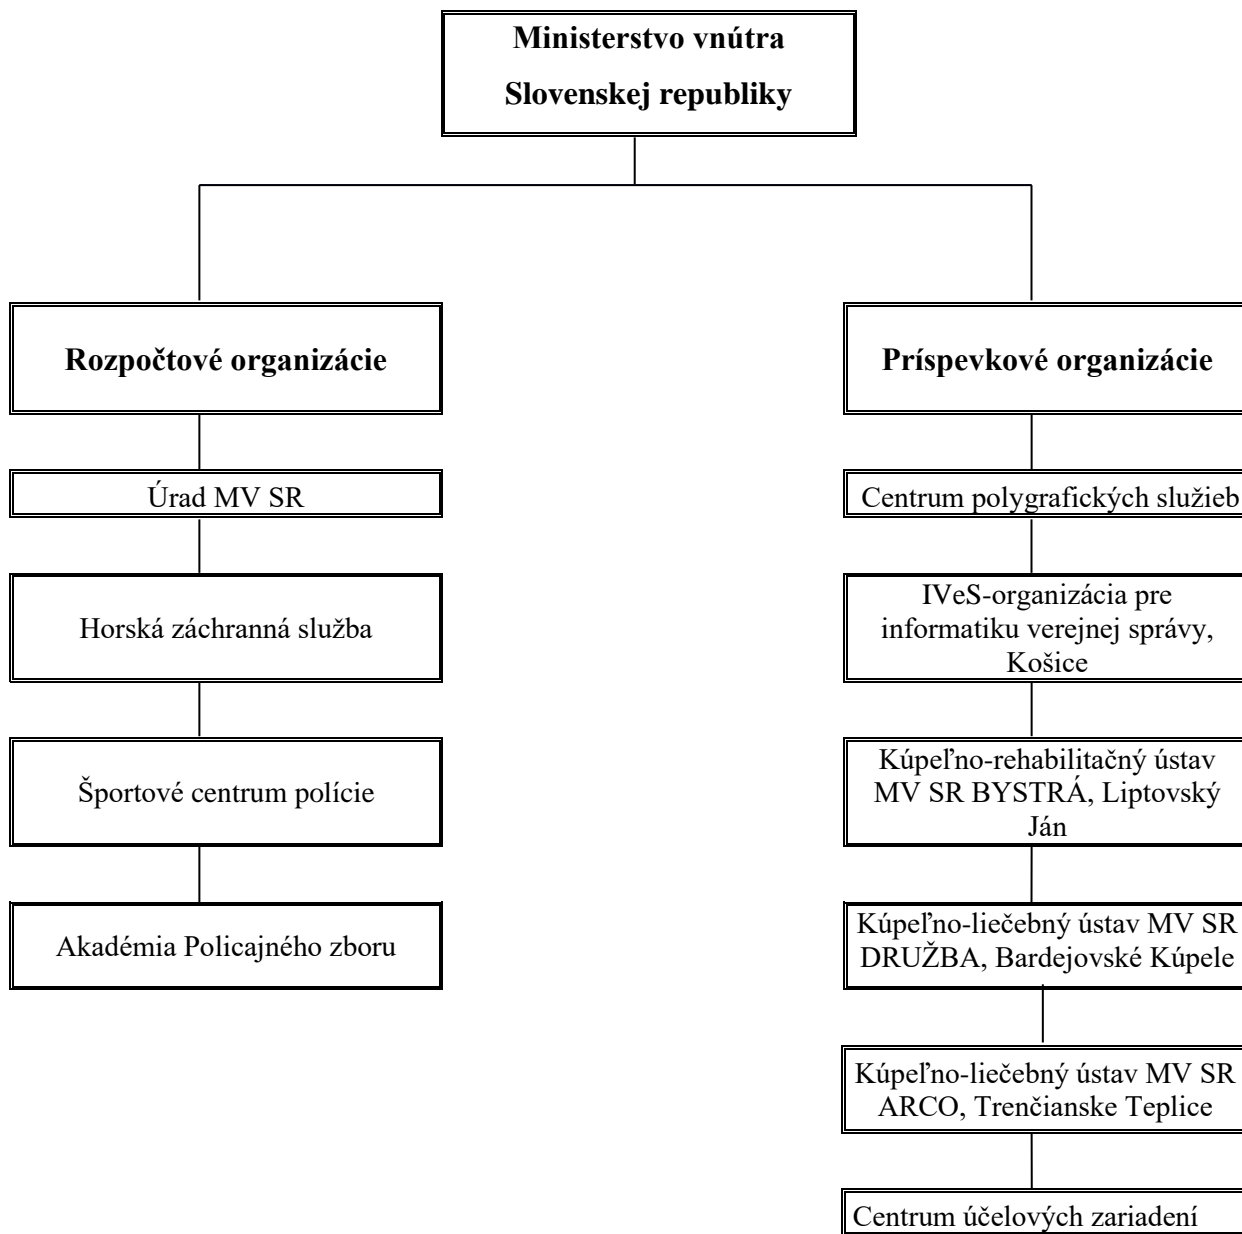 Ministerstvo vnútra
Slovenskej republiky
Rozpočtové organizácie
Úrad MV SR
Horská záchranná služba
Športové centrum polície
Akadémia Policajného zboru
Príspevkové organizácie
Centrum polygrafických služieb
IVeS-organizácia pre
informatiku verejnej správy,
Košice
Kúpeľno-rehabilitačný ústav
MV SR BYSTRÁ, Liptovský
Ján
Kúpeľno-liečebný ústav MV SR
DRUŽBA, Bardejovské Kúpele
Kúpeľno-liečebný ústav MV SR
ARCO, Trenčianske Teplice
Centrum účelových zariadení